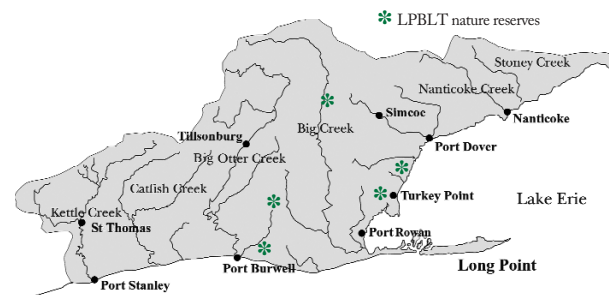 LPBLT nature reserves
Stoney Creek
Nanticoke Creek
Simcoe
Nanticoke
Big Creek
Tillsonburg
Port Dover
Big Otter Creek
Catfish Creek
Turkey Point
Lake Erie
Kettle Creek
St Thomas
Port Rowan
Port Burwell
Long Point
Port Stanley